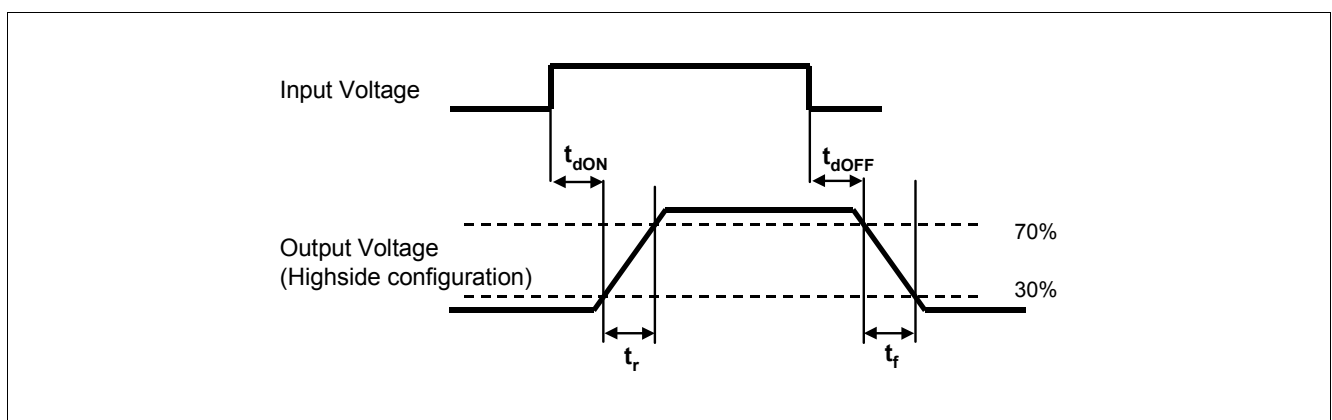 Input Voltage
tdON
tdOFF
Output Voltage
(Highside configuration)
70%
30%
tr
tf